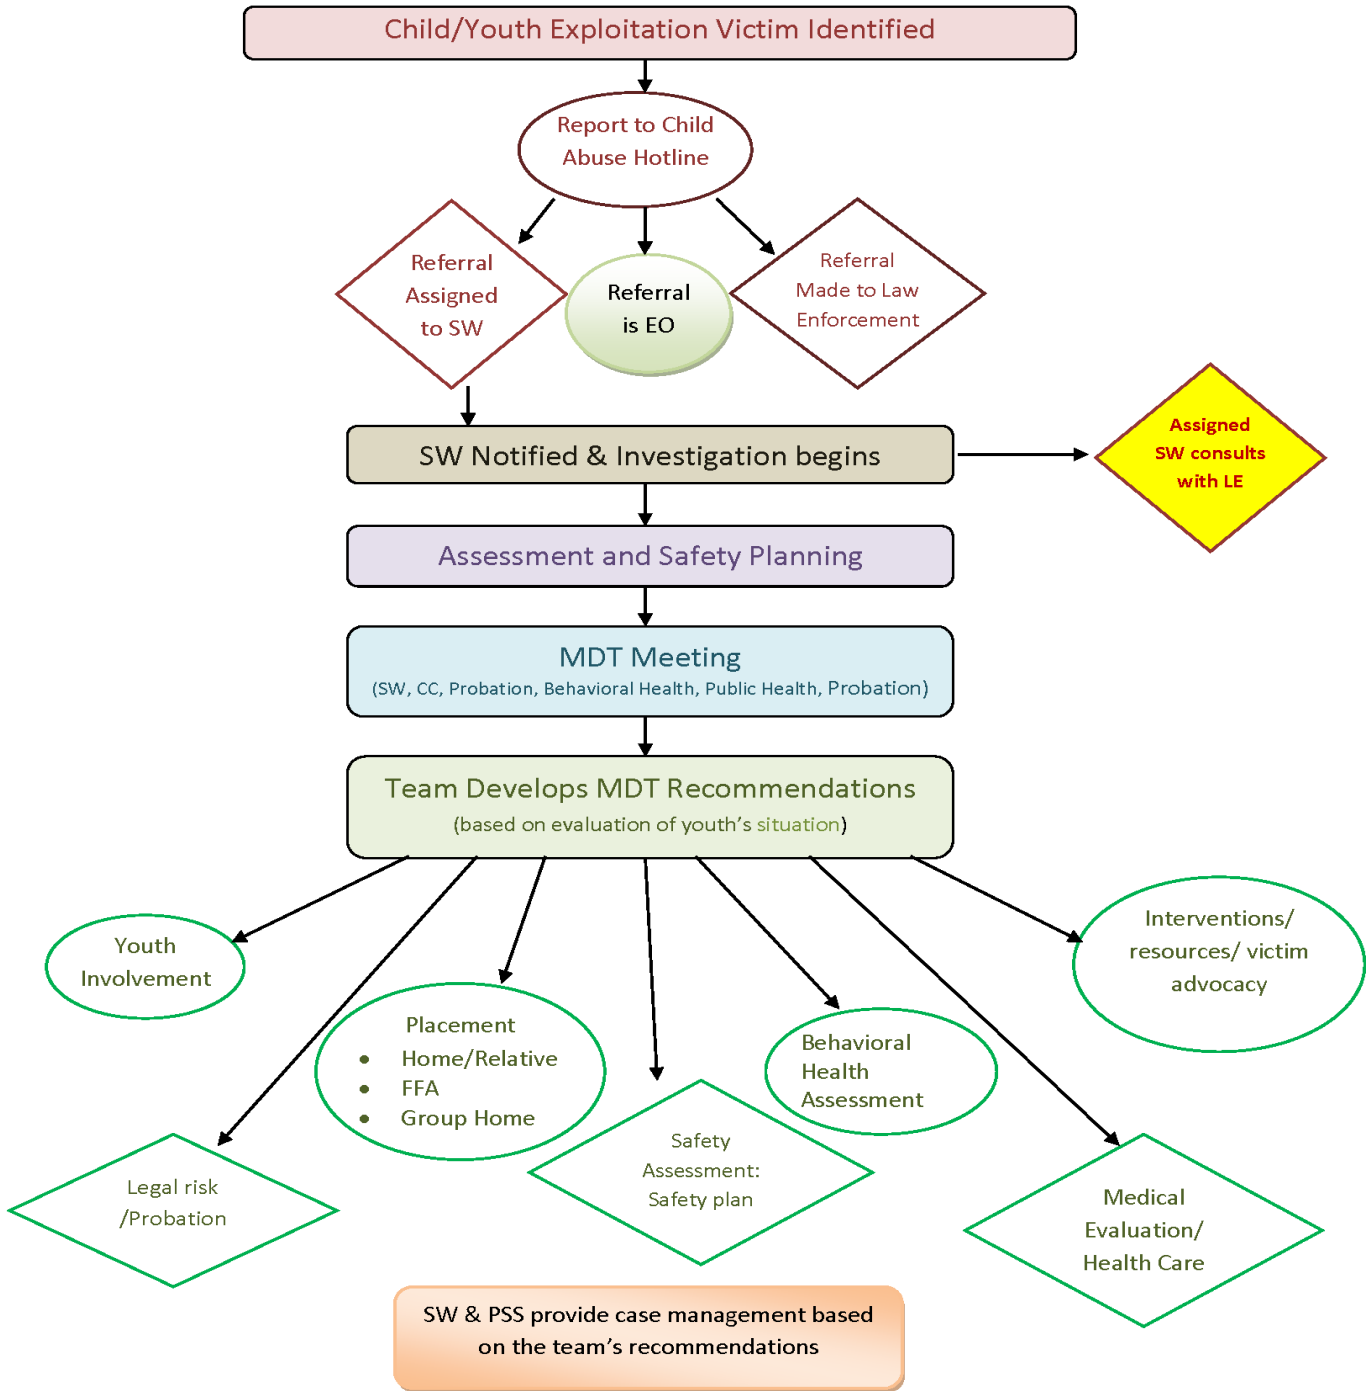 Child/Youth Exploitation Victim Identified
Report to Child
Abuse Hotline
Referral
Assigned
to SW
Referral
is EO
Referral
Made to Law
Enforcement
SW Notified & Investigation begins
Assigned
SW consults
with LE
Assessment and Safety Planning
MDT Meeting
(SW, CC, Probation, Behavioral Health, Public Health, Probation)
Team Develops MDT Recommendations
(based on evaluation of youth's situation)
Youth
Involvement
Interventions/
resources/ victim
advocacy
Placement
• Home/Relative
• FFA
• Group Home
Behavioral
Health
Assessment
Legal risk
/Probation
Safety
Assessment:
Safety plan
Medical
Evaluation/
Health Care
SW & PSS provide case management based
on the team's recommendations